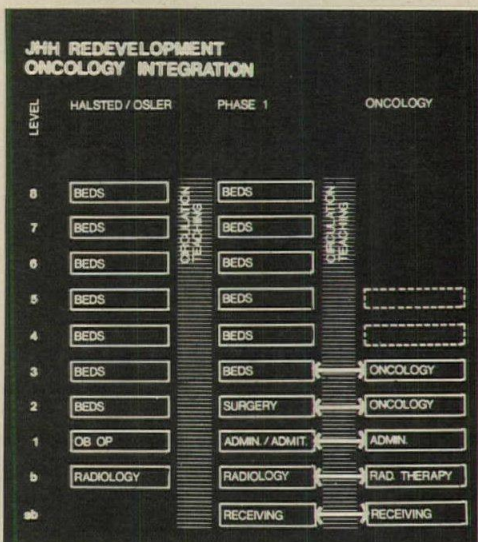 JHH REDEVELOPMENT
ONCOLOGY INTEGRATION
LEVEL
HALSTED / OSLER PHASE 1 ONCOLOGY
CIRCULATION
TEACHING
CIRCULATION
TEACHING
8 BEDS BEDS
7 BEDS BEDS
6 BEDS BEDS
5 BEDS BEDS
4 BEDS BEDS
3 BEDS BEDS ONCOLOGY
2 BEDS SURGERY ONCOLOGY
1 OB OP ADMIN. / ADMIT. ADMIN.
b RADIOLOGY RADIOLOGY RAD. THERAPY
sb RECEIVING RECEIVING